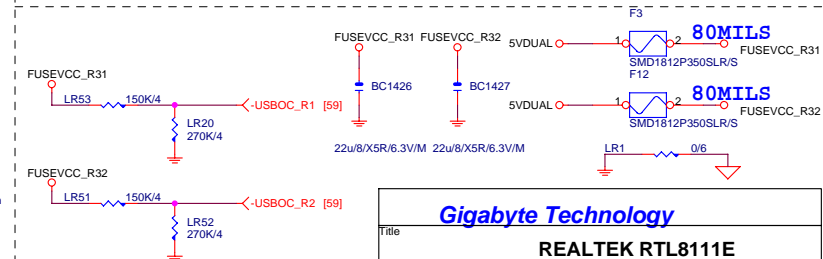 FUSEVCC_R31
LR53
150K/4
-USBOC_R1 [59]
LR20
270K/4
FUSEVCC_R32
LR51
150K/4
-USBOC_R2 [59]
LR52
270K/4
FUSEVCC_R31
BC1426
22u/8/X5R/6.3V/M
FUSEVCC_R32
BC1427
22u/8/X5R/6.3V/M
F3
5VDUAL
1
2
80MILS
FUSEVCC_R31
SMD1812P350SLR/S
F12
5VDUAL
1
2
80MILS
FUSEVCC_R32
SMD1812P350SLR/S
LR1
0/6
Gigabyte Technology
Title
REALTEK RTL8111E